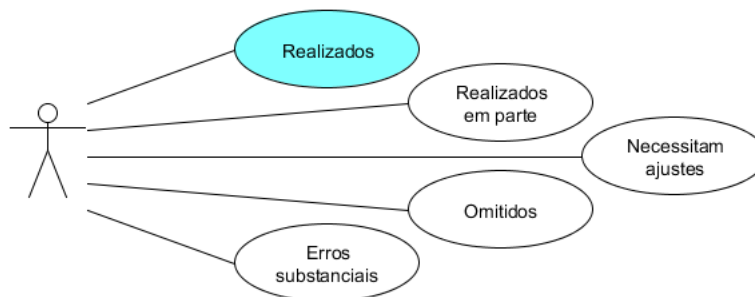 Realizados
Realizados
em parte
Necessitam
ajustes
Omitidos
Erros
substanciais